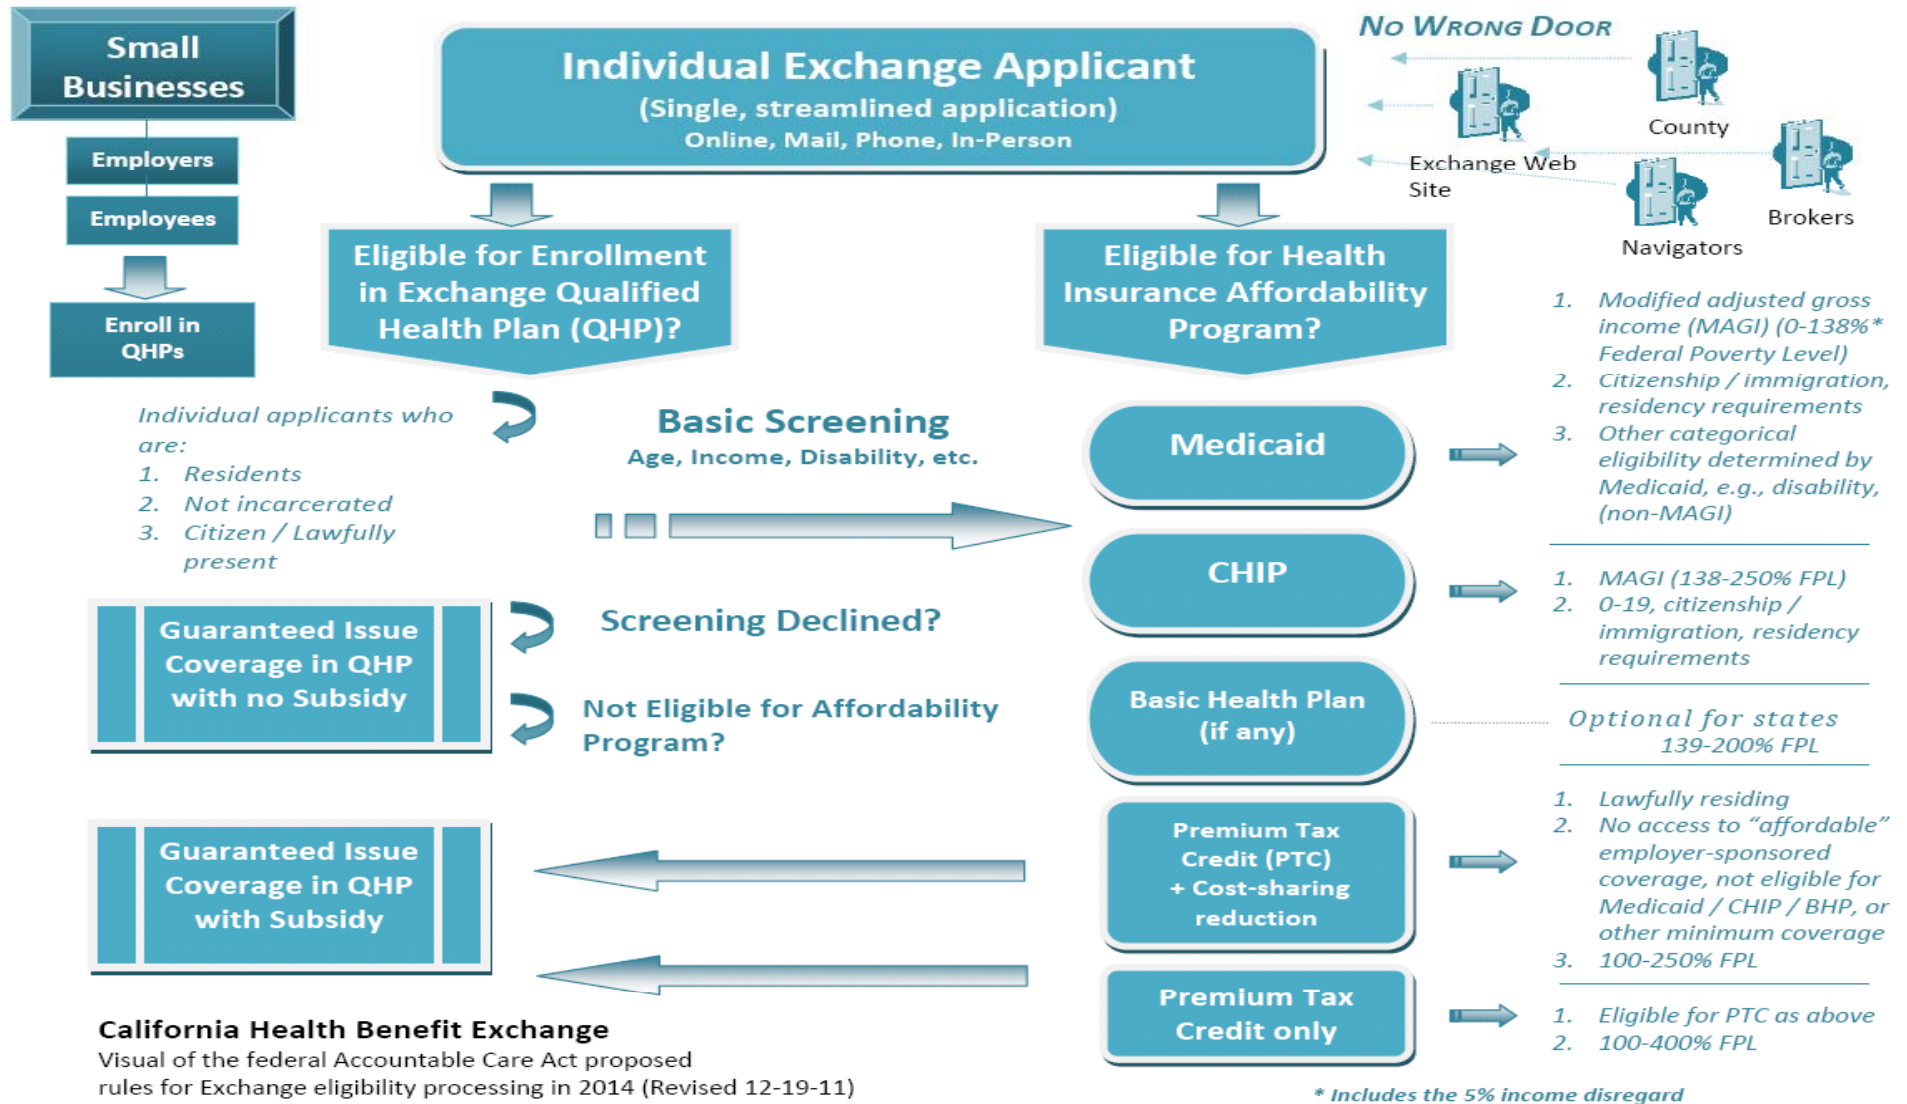 Small
Businesses
Employers
Employees
Enroll in
QHPs
Individual Exchange Applicant
(Single, streamlined application)
Online, Mail, Phone, In-Person
NO WRONG DOOR
County
Exchange Web
Site
Brokers
Navigators
Eligible for Enrollment
in Exchange Qualified
Health Plan (QHP)?
Eligible for Health
Insurance Affordability
Program?
Individual applicants who
are:
1. Residents
2. Not incarcerated
3. Citizen / Lawfully
present
Basic Screening
Age, Income, Disability, etc.
Screening Declined?
Not Eligible for Affordability
Program?
Guaranteed Issue
Coverage in QHP
with no Subsidy
Guaranteed Issue
Coverage in QHP
with Subsidy
Medicaid
1. Modified adjusted gross
income (MAGI) (0-138%*
Federal Poverty Level)
2. Citizenship / immigration,
residency requirements
3. Other categorical
eligibility determined by
Medicaid, e.g., disability,
(non-MAGI)
CHIP
1. MAGI (138-250% FPL)
2. 0-19, citizenship /
immigration, residency
requirements
Basic Health Plan
(if any)
Optional for states
139-200% FPL
Premium Tax
Credit (PTC)
+ Cost-sharing
reduction
1. Lawfully residing
2. No access to “affordable”
employer-sponsored
coverage, not eligible for
Medicaid / CHIP / BHP, or
other minimum coverage
3. 100-250% FPL
Premium Tax
Credit only
1. Eligible for PTC as above
2. 100-400% FPL
California Health Benefit Exchange
Visual of the federal Accountable Care Act proposed
rules for Exchange eligibility processing in 2014 (Revised 12-19-11)
* Includes the 5% income disregard